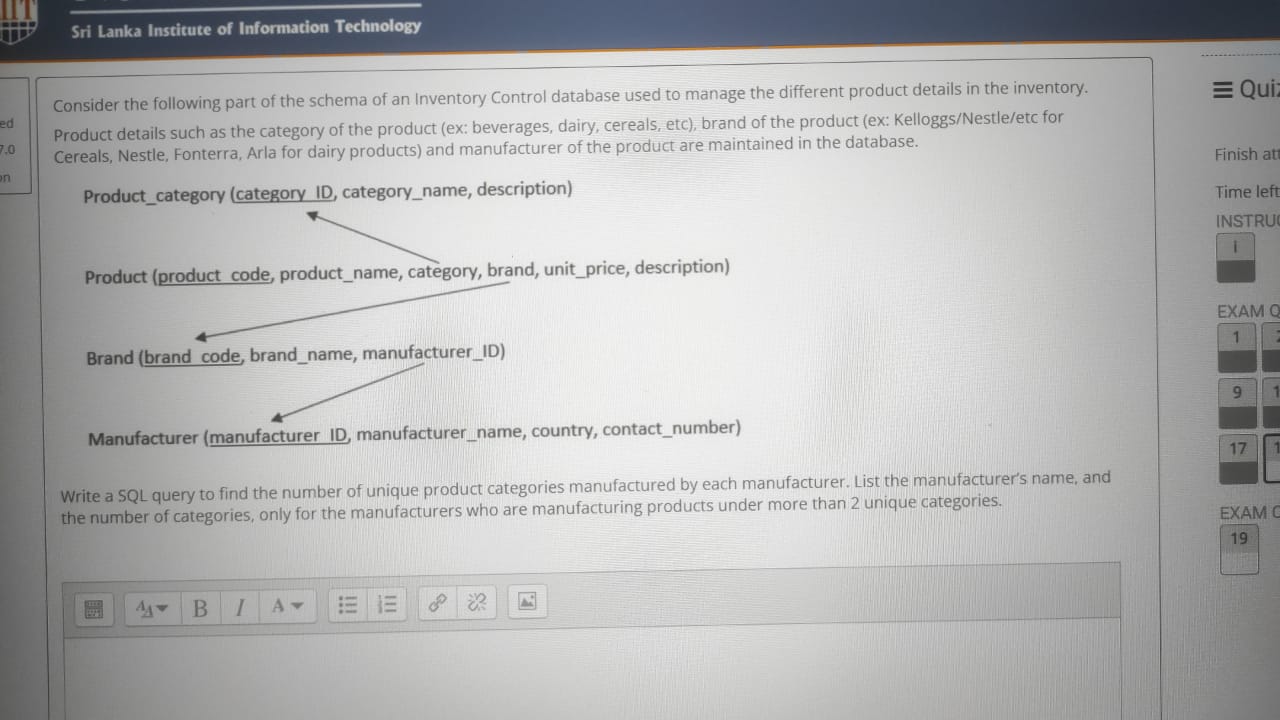 Sri Lanka Institute of Information Technology
Consider the following part of the schema of an Inventory Control database used to manage the different product details in the inventory.
Product details such as the category of the product (ex: beverages, dairy, cereals, etc), brand of the product (ex: Kelloggs/Nestle/etc for
Cereals, Nestle, Fonterra, Arla for dairy products) and manufacturer of the product are maintained in the database.
Product_category (category_ID, category_name, description)
Product (product_code, product_name, category, brand, unit_price, description)
Brand (brand_code, brand_name, manufacturer_ID)
Manufacturer (manufacturer_ID, manufacturer_name, country, contact_number)
Write a SQL query to find the number of unique product categories manufactured by each manufacturer. List the manufacturer's name, and
the number of categories, only for the manufacturers who are manufacturing products under more than 2 unique categories.
B I A
ed
7.0
on
Qui
Finish att
Time left
INSTRUC
i
EXAM Q
1
9 1
17 1
EXAM Q
19